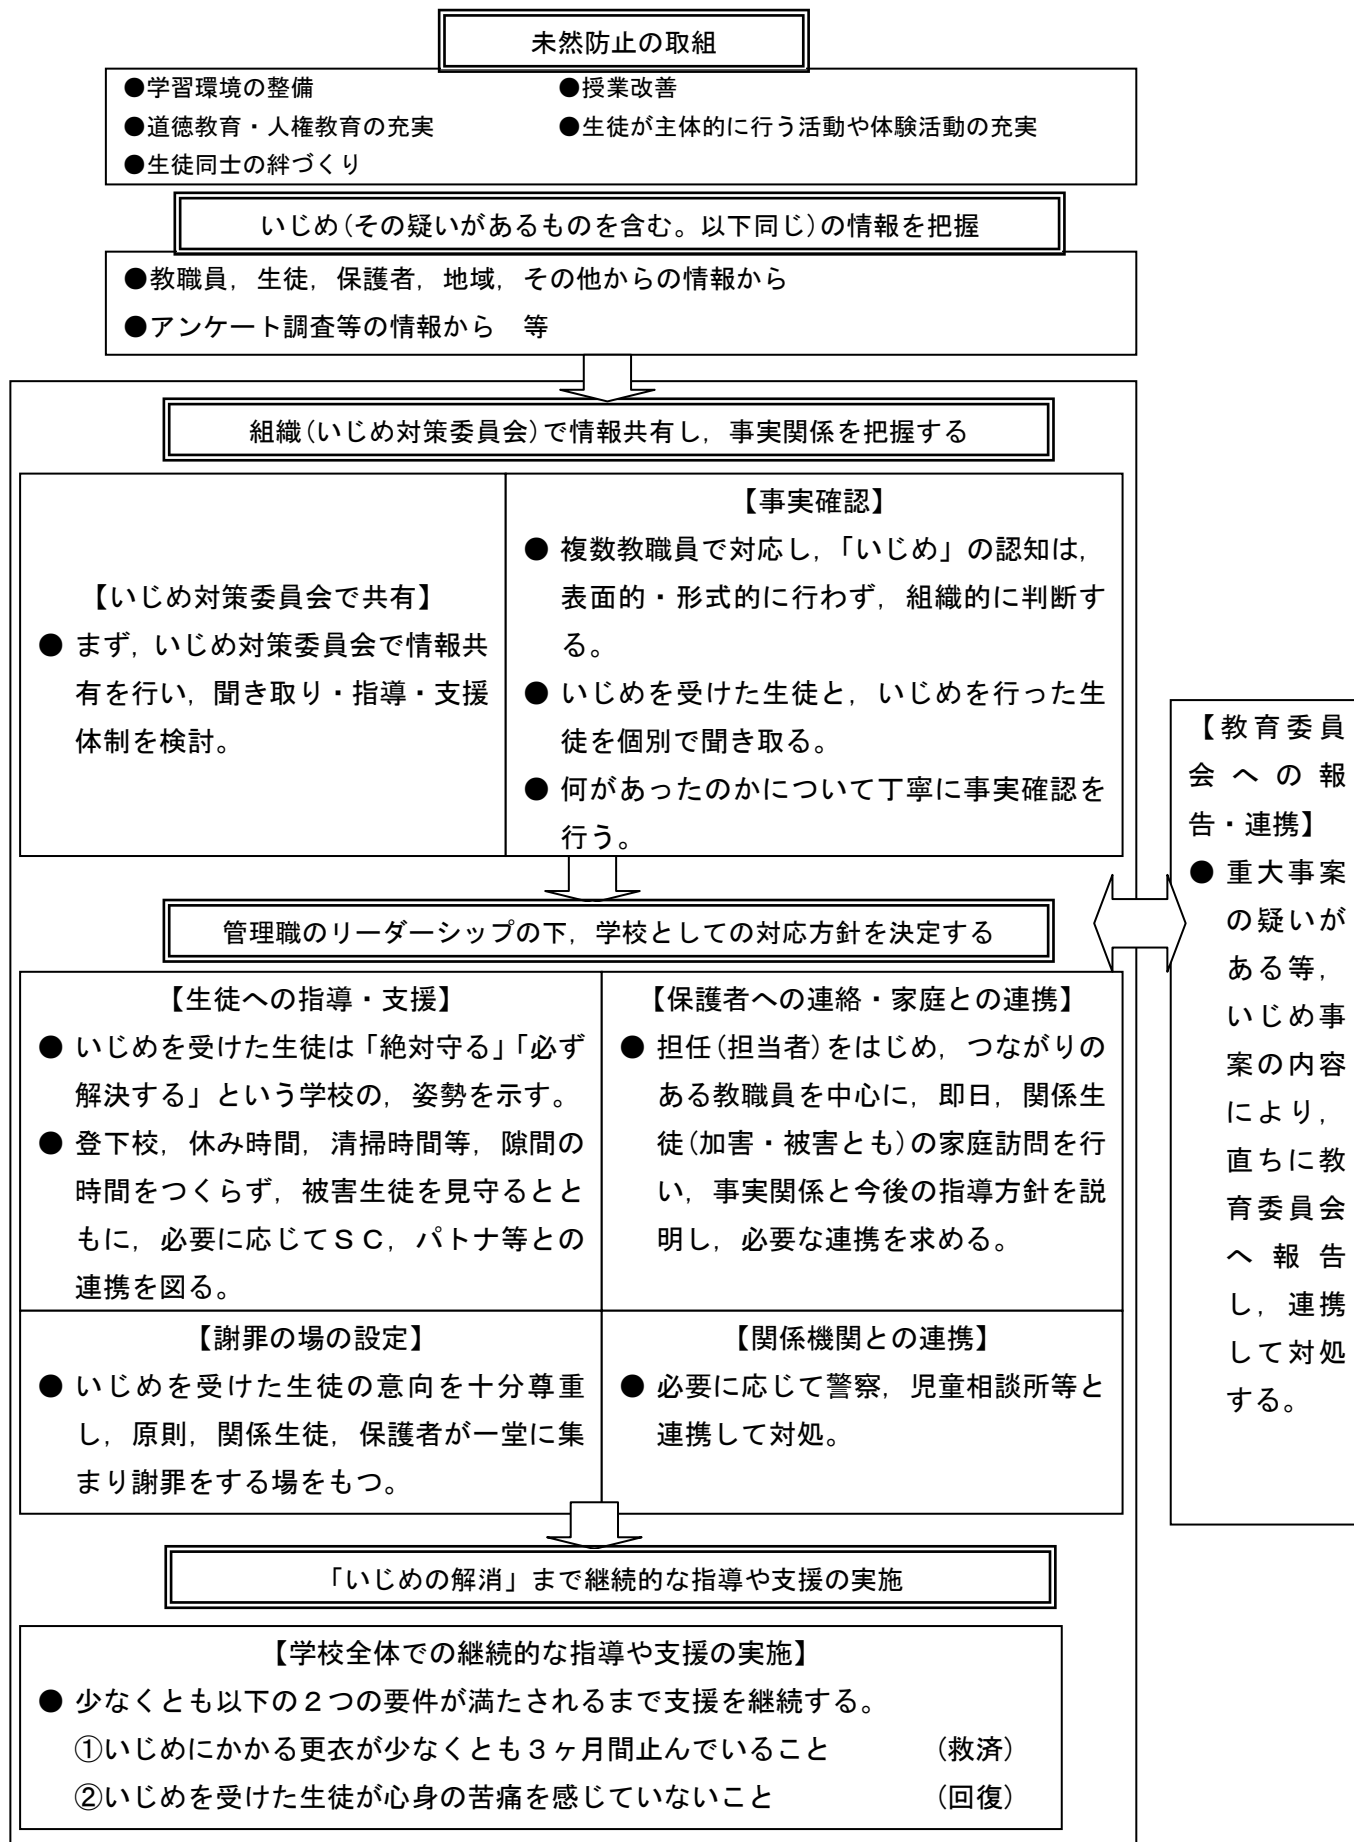 未然防止の取組
●学習環境の整備　●授業改善
●道徳教育・人権教育の充実　●生徒が主体的に行う活動や体験活動の充実
●生徒同士の絆づくり
いじめ(その疑いがあるものを含む。以下同じ)の情報を把握
●教職員，生徒，保護者，地域，その他からの情報から
●アンケート調査等の情報から　等
組織(いじめ対策委員会)で情報共有し，事実関係を把握する
【いじめ対策委員会で共有】
● まず，いじめ対策委員会で情報共
有を行い，聞き取り・指導・支援
体制を検討。
【事実確認】
● 複数教職員で対応し，「いじめ」の認知は，
表面的・形式的に行わず，組織的に判断す
る。
● いじめを受けた生徒と，いじめを行った生
徒を個別で聞き取る。
● 何があったのかについて丁寧に事実確認を
行う。
管理職のリーダーシップの下，学校としての対応方針を決定する
【生徒への指導・支援】
● いじめを受けた生徒は「絶対守る」「必ず
解決する」という学校の，姿勢を示す。
● 登下校，休み時間，清掃時間等，隙間の
時間をつくらず，被害生徒を見守るとと
もに，必要に応じてＳＣ，パトナ等との
連携を図る。
【保護者への連絡・家庭との連携】
● 担任(担当者)をはじめ，つながりの
ある教職員を中心に，即日，関係生
徒(加害・被害とも)の家庭訪問を行
い，事実関係と今後の指導方針を説
明し，必要な連携を求める。
【謝罪の場の設定】
● いじめを受けた生徒の意向を十分尊重
し，原則，関係生徒，保護者が一堂に集
まり謝罪をする場をもつ。
【関係機関との連携】
● 必要に応じて警察，児童相談所等と
連携して対処。
「いじめの解消」まで継続的な指導や支援の実施
【学校全体での継続的な指導や支援の実施】
● 少なくとも以下の２つの要件が満たされるまで支援を継続する。
①いじめにかかる更衣が少なくとも３ヶ月間止んでいること　（救済）
②いじめを受けた生徒が心身の苦痛を感じていないこと　（回復）
【教育委員
会への報
告・連携】
● 重大事案
の疑いが
ある等，
いじめ事
案の内容
により，
直ちに教
育委員会
へ報告
し，連携
して対処
する。